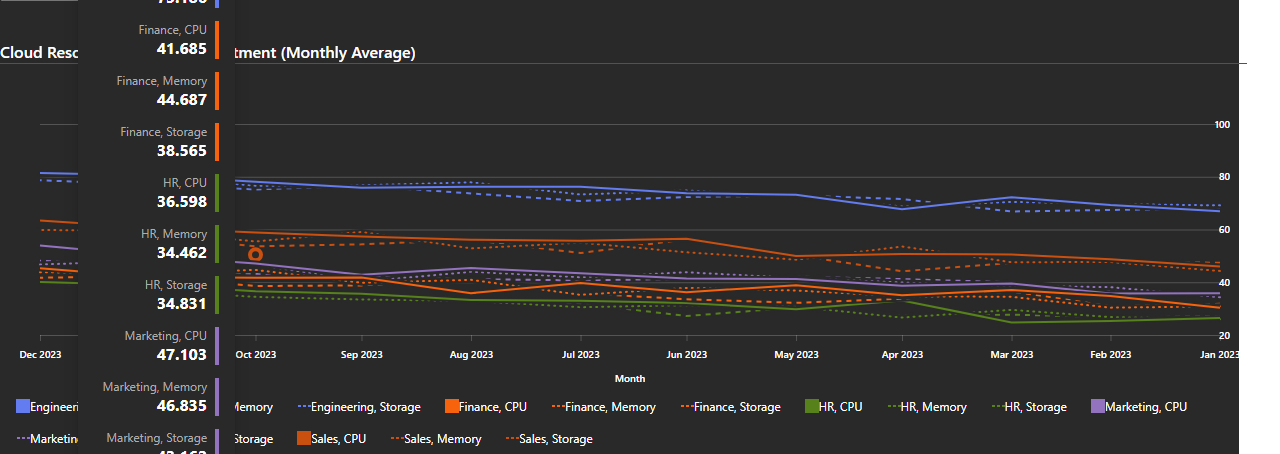 Finance, CPU
41.685
Cloud Reso
tment (Monthly Average)
Finance, Memory
44.687
Finance, Storage
38.565
100
HR, CPU
36.598
80
HR, Memory
34.462
60
HR, Storage
34.831
40
Marketing, CPU
47.103
20
Dec 2023 Oct 2023 Sep 2023 Aug 2023 Jul 2023 Jun 2023 May 2023 Apr 2023 Mar 2023 Feb 2023 Jan 2023
Month
Marketing, Memory
46.835
Engineeri Memory Engineering, Storage Finance, CPU Finance, Memory Finance, Storage HR, CPU HR, Memory HR, Storage Marketing, CPU
Marketing, Storage
Marketin Storage Sales, CPU Sales, Memory Sales, Storage